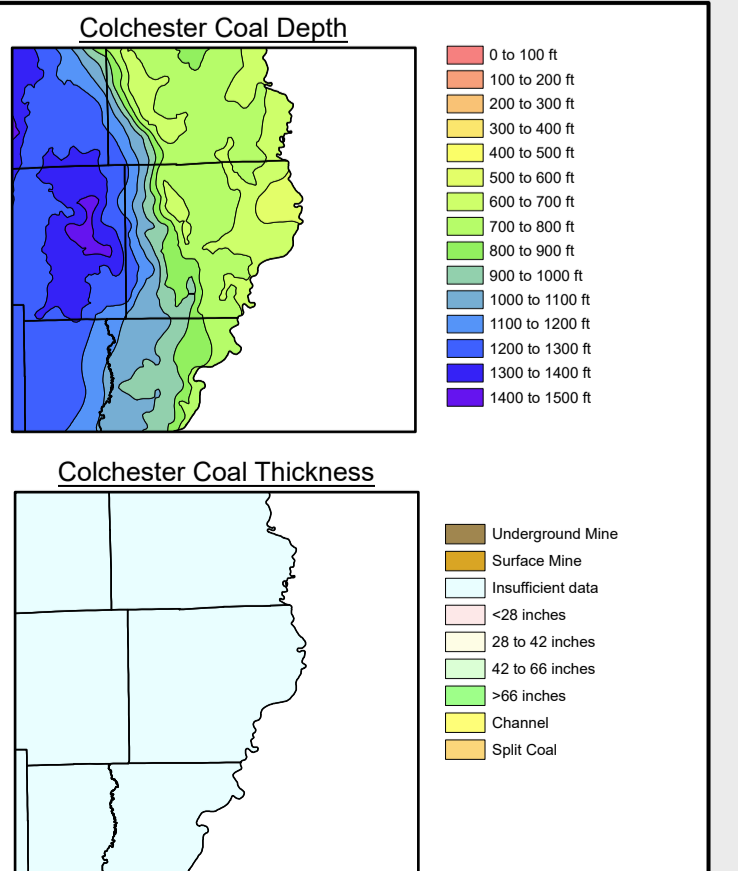 Colchester Coal Depth
0 to 100 ft
100 to 200 ft
200 to 300 ft
300 to 400 ft
400 to 500 ft
500 to 600 ft
600 to 700 ft
700 to 800 ft
800 to 900 ft
900 to 1000 ft
1000 to 1100 ft
1100 to 1200 ft
1200 to 1300 ft
1300 to 1400 ft
1400 to 1500 ft
Colchester Coal Thickness
Underground Mine
Surface Mine
Insufficient data
<28 inches
28 to 42 inches
42 to 66 inches
>66 inches
Channel
Split Coal